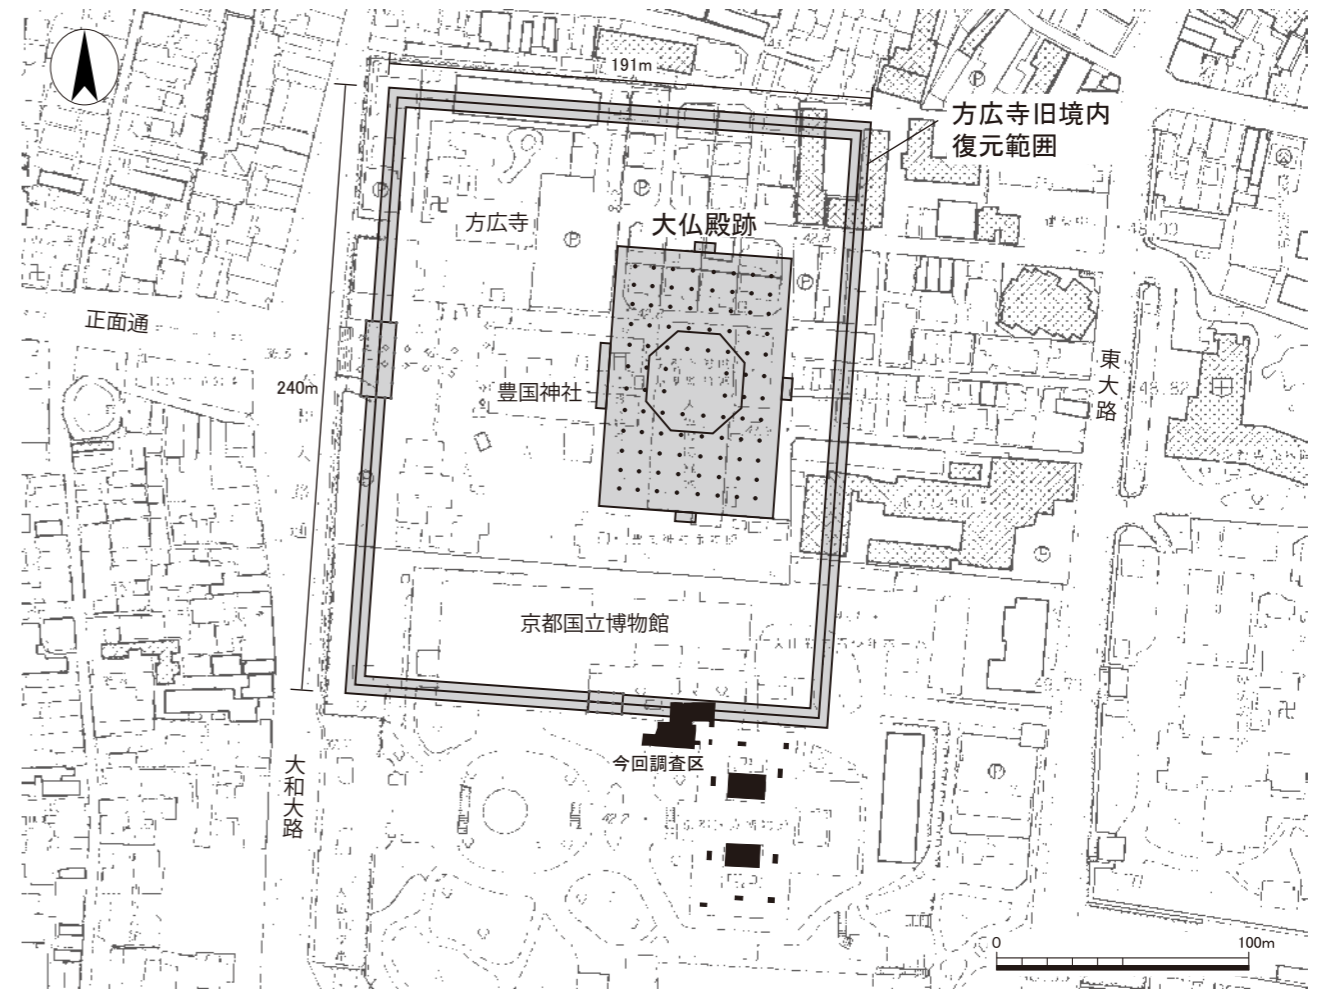 191m
方広寺旧境内
復元範囲
方広寺
大仏殿跡
正面通
240m
豊国神社
東大路
京都国立博物館
今回調査区
大和大路
42.2
0
100m